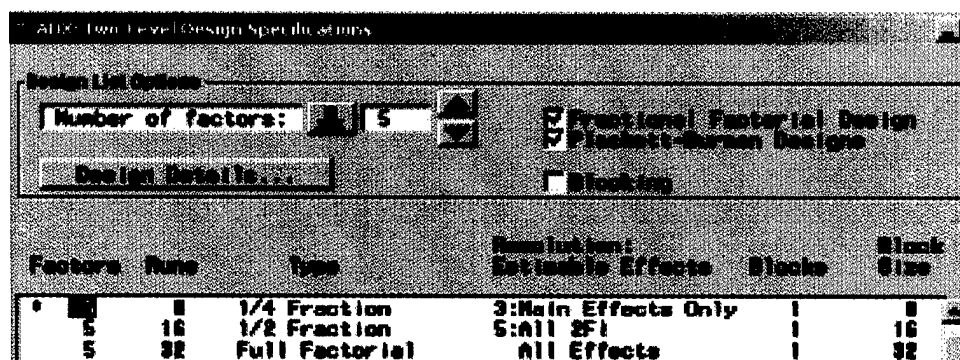 ADX: Two-Level Design Specifications
Design List Options
Number of factors: 5
Fractional Factorial Design
Plackett-Burman Designs
Design Details...
Blocking
Resolution: Block
Factors Runs Type Estimable Effects Blocks Size
* 5 8 1/4 Fraction 3:Main Effects Only 1 8
5 16 1/2 Fraction 5:All 2FI 1 16
5 32 Full Factorial All Effects 1 32